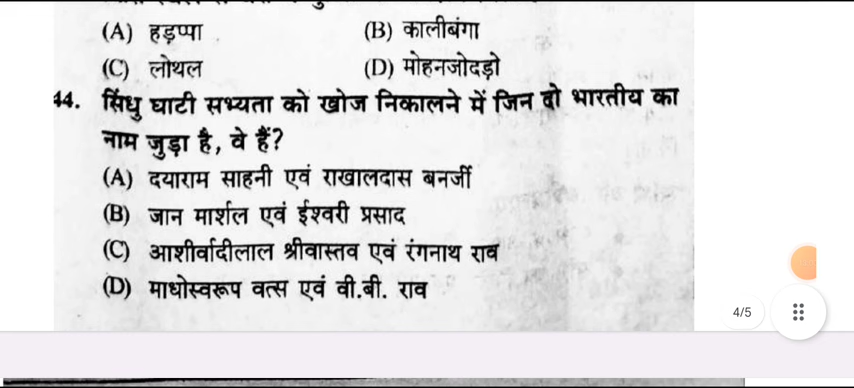 (A) हड़प्पा (B) कालीबंगा
(C) लोथल (D) मोहनजोदड़ो
44. सिंधु घाटी सभ्यता को खोज निकालने में जिन दो भारतीय का
नाम जुड़ा है, वे हैं?
(A) दयाराम साहनी एवं राखालदास बनर्जी
(B) जान मार्शल एवं ईश्वरी प्रसाद
(C) आशीर्वादीलाल श्रीवास्तव एवं रंगनाथ राव
(D) माधोस्वरूप वत्स एवं वी.बी. राव
4/5